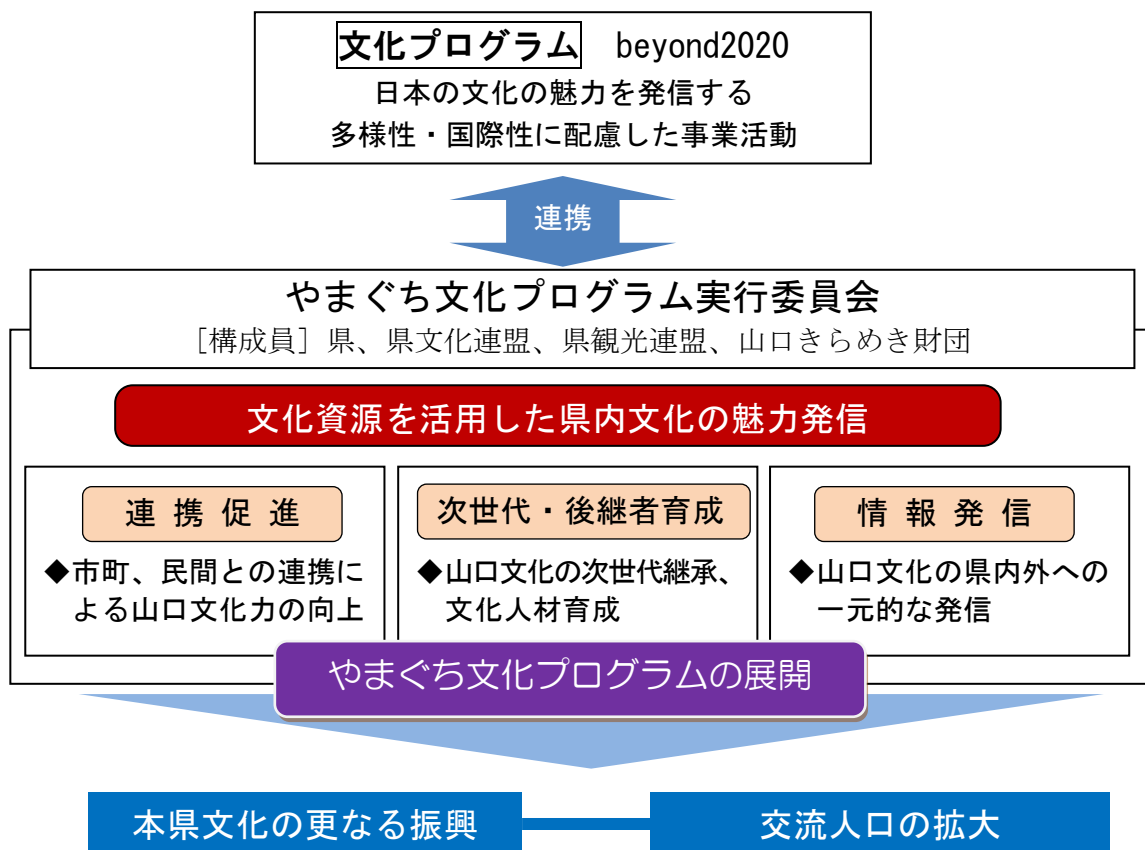 文化プログラム beyond2020
日本の文化の魅力を発信する
多様性・国際性に配慮した事業活動
連携
やまぐち文化プログラム実行委員会
［構成員］県、県文化連盟、県観光連盟、山口きらめき財団
文化資源を活用した県内文化の魅力発信
連携促進
◆市町、民間との連携に
よる山口文化力の向上
次世代・後継者育成
◆山口文化の次世代継承、
文化人材育成
情報発信
◆山口文化の県内外への
一元的な発信
やまぐち文化プログラムの展開
本県文化の更なる振興
交流人口の拡大